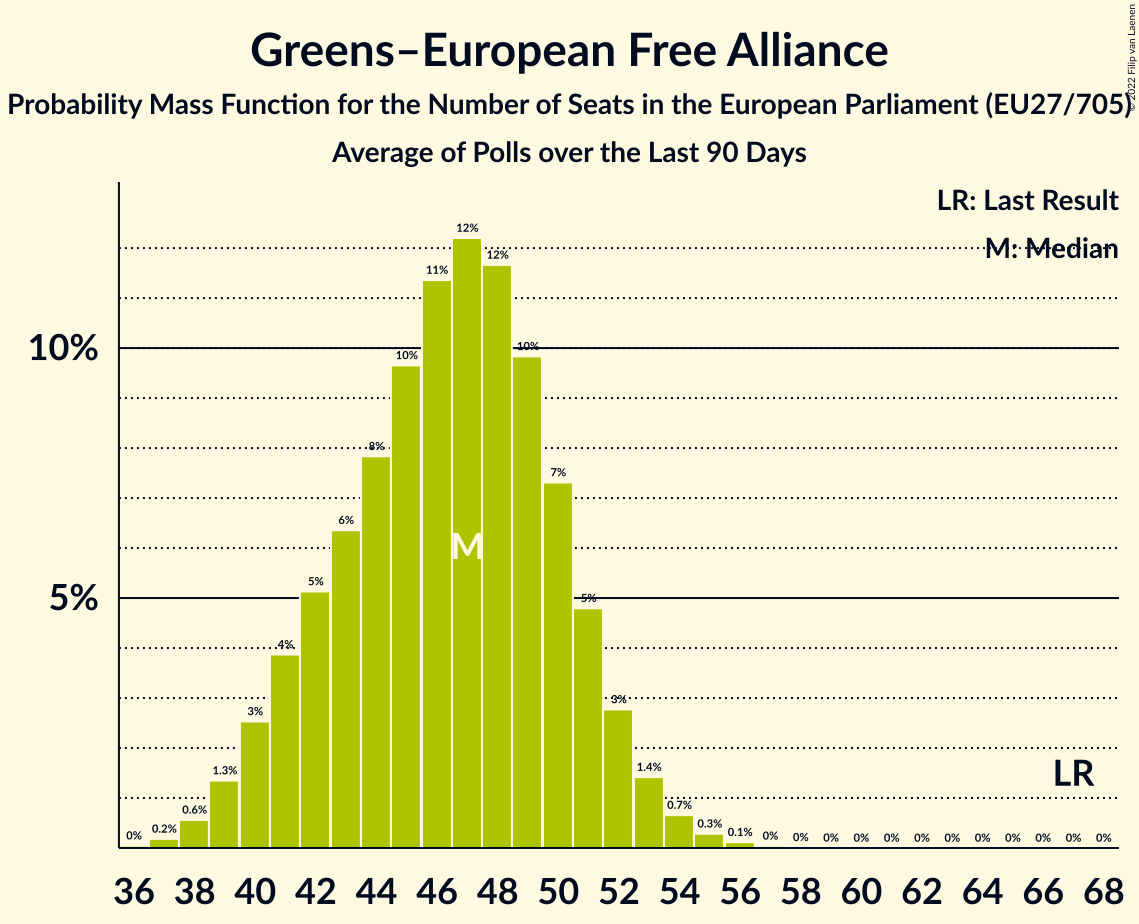 Greens–European Free Alliance
Probability Mass Function for the Number of Seats in the European Parliament (EU27/705)
Average of Polls over the Last 90 Days
© 2022 Filip van Laenen
LR: Last Result
M: Median
10%
5%
0% 0.2% 0.6% 1.3% 3% 4% 5% 6% 8% 10% 11% 12% 12% 10% 7% 5% 3% 1.4% 0.7% 0.3% 0.1% 0% 0% 0% 0% 0% 0% 0% 0% 0% 0% 0% 0%
M
LR
36 38 40 42 44 46 48 50 52 54 56 58 60 62 64 66 68